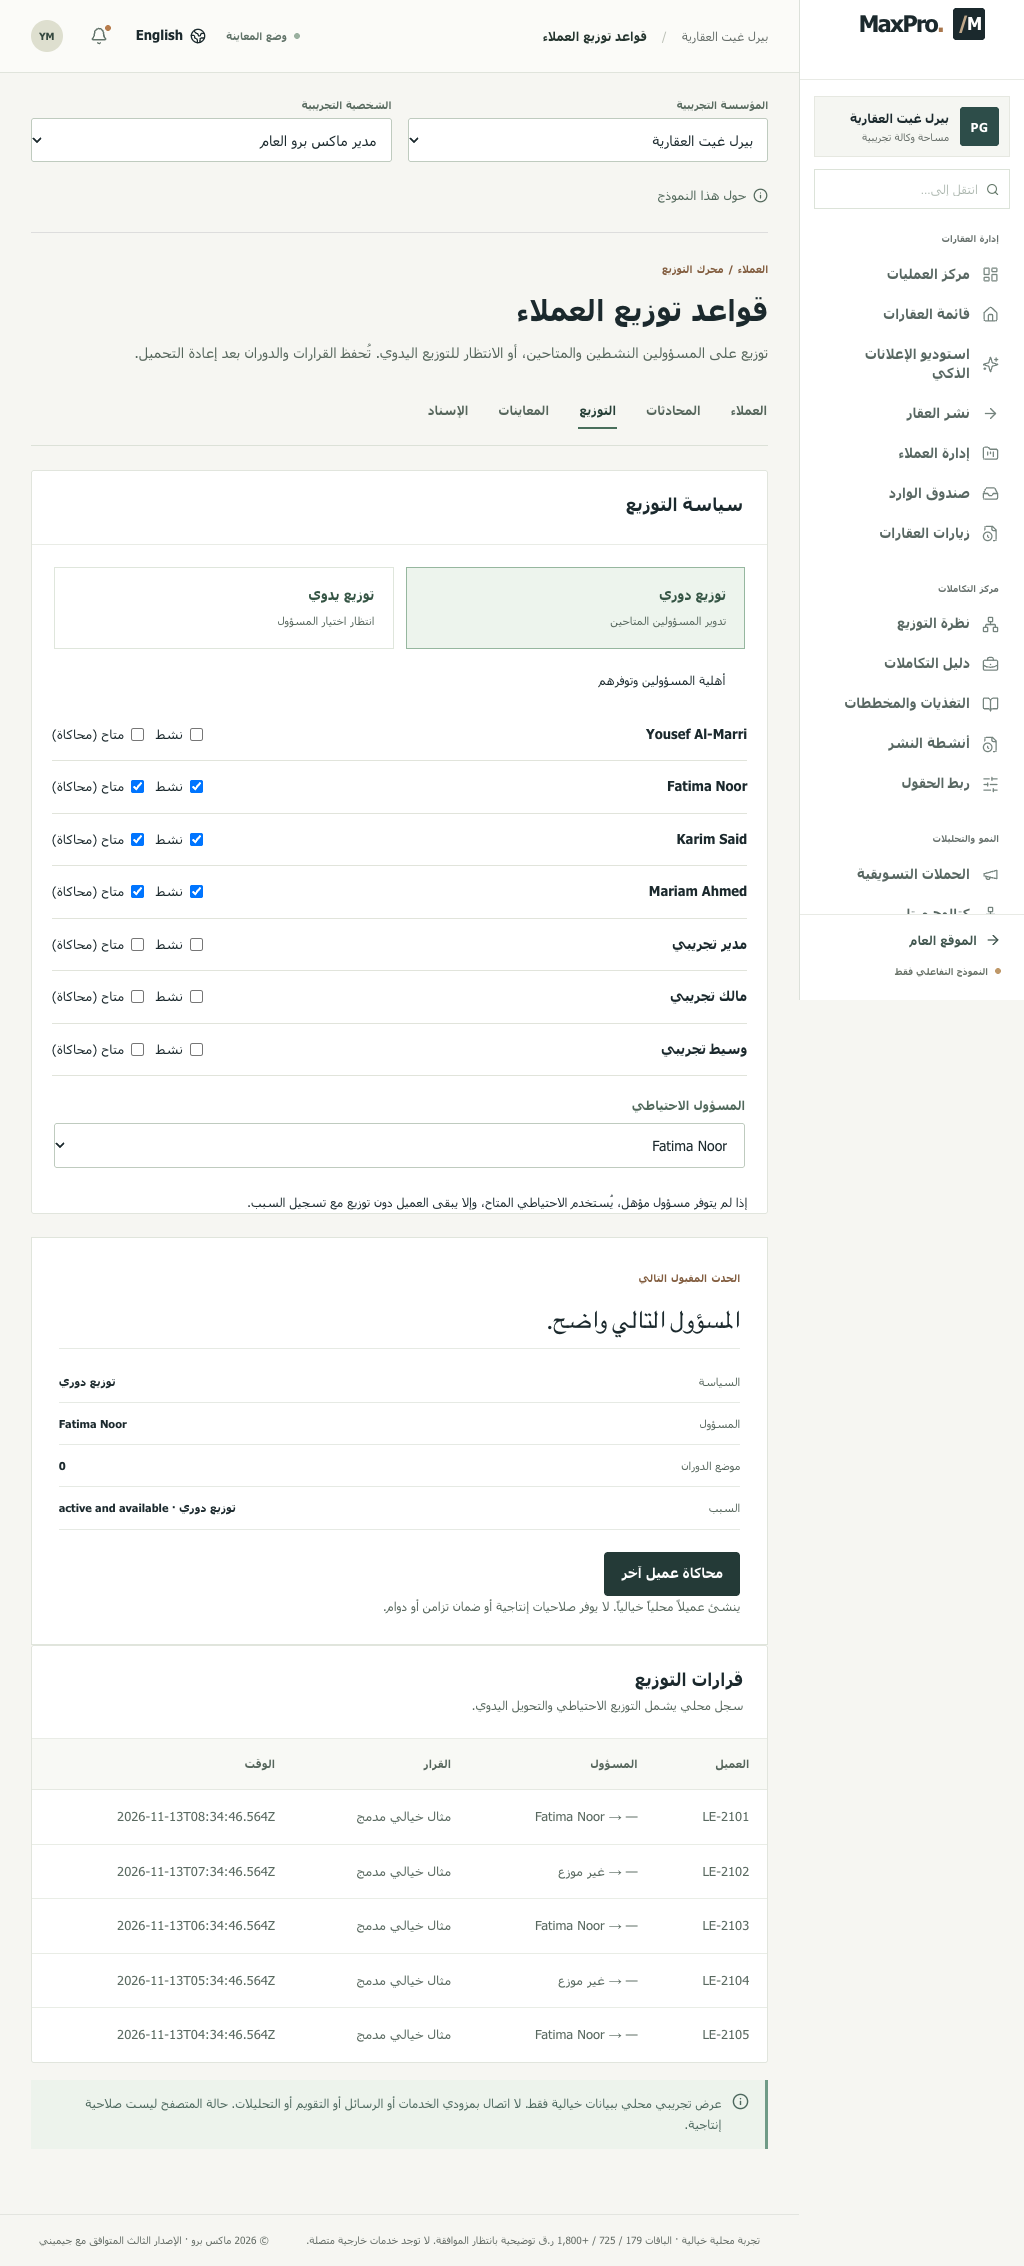 MaxPro.
/M
PG
بيرل غيت العقارية
مساحة وكالة تجريبية
انتقل إلى...
إدارة العقارات
مركز العمليات
قائمة العقارات
استوديو الإعلانات الذكي
نشر العقار
إدارة العملاء
صندوق الوارد
زيارات العقارات
مركز التكاملات
نظرة التوزيع
دليل التكاملات
التغذيات والمخططات
أنشطة النشر
ربط الحقول
النمو والتحليلات
الحملات التسويقية
الموقع العام
النموذج التفاعلي فقط
بيرل غيت العقارية / قواعد توزيع العملاء
وضع المعاينة
English
YM
المؤسسة التجريبية
بيرل غيت العقارية
الشخصية التجريبية
مدير ماكس برو العام
حول هذا النموذج
العملاء / محرك التوزيع
قواعد توزيع العملاء
توزيع على المسؤولين النشطين والمتاحين، أو الانتظار للتوزيع اليدوي. تُحفظ القرارات والدوران بعد إعادة التحميل.
العملاء
المحادثات
التوزيع
المعاينات
الإسناد
سياسة التوزيع
توزيع دوري
تدوير المسؤولين المتاحين
توزيع يدوي
انتظار اختيار المسؤول
أهلية المسؤولين وتوفرهم
Yousef Al-Marri نشط متاح (محاكاة)
Fatima Noor نشط متاح (محاكاة)
Karim Said نشط متاح (محاكاة)
Mariam Ahmed نشط متاح (محاكاة)
مدير تجريبي نشط متاح (محاكاة)
مالك تجريبي نشط متاح (محاكاة)
وسيط تجريبي نشط متاح (محاكاة)
المسؤول الاحتياطي
Fatima Noor
إذا لم يتوفر مسؤول مؤهل، يُستخدم الاحتياطي المتاح، وإلا يبقى العميل دون توزيع مع تسجيل السبب.
الحدث المقبول التالي
المسؤول التالي واضح.
السياسة توزيع دوري
المسؤول Fatima Noor
موضع الدوران 0
السبب توزيع دوري · active and available
محاكاة عميل آخر
ينشئ عميلاً محلياً خيالياً. لا يوفر صلاحيات إنتاجية أو ضمان تزامن أو دوام.
قرارات التوزيع
سجل محلي يشمل التوزيع الاحتياطي والتحويل اليدوي.
العميل المسؤول القرار الوقت
LE-2101 — → Fatima Noor مثال خيالي مدمج 2026-11-13T08:34:46.564Z
LE-2102 — → غير موزع مثال خيالي مدمج 2026-11-13T07:34:46.564Z
LE-2103 — → Fatima Noor مثال خيالي مدمج 2026-11-13T06:34:46.564Z
LE-2104 — → غير موزع مثال خيالي مدمج 2026-11-13T05:34:46.564Z
LE-2105 — → Fatima Noor مثال خيالي مدمج 2026-11-13T04:34:46.564Z
عرض تجريبي محلي ببيانات خيالية فقط. لا اتصال بمزودي الخدمات أو الرسائل أو التقويم أو التحليلات. حالة المتصفح ليست صلاحية
إنتاجية.
تجربة محلية خيالية · الباقات 179 / 725 / 1,800+ ر.ق توضيحية بانتظار الموافقة. لا توجد خدمات خارجية متصلة.
© 2026 ماكس برو · الإصدار الثالث المتوافق مع جيميني